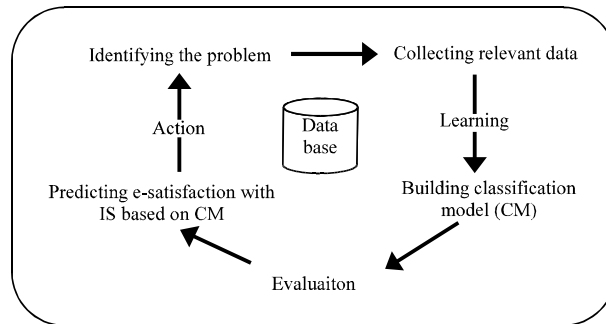 Identifying the problem
Collecting relevant data
Action
Data
base
Learning
Predicting e-satisfaction with
IS based on CM
Building classification
model (CM)
Evaluaiton